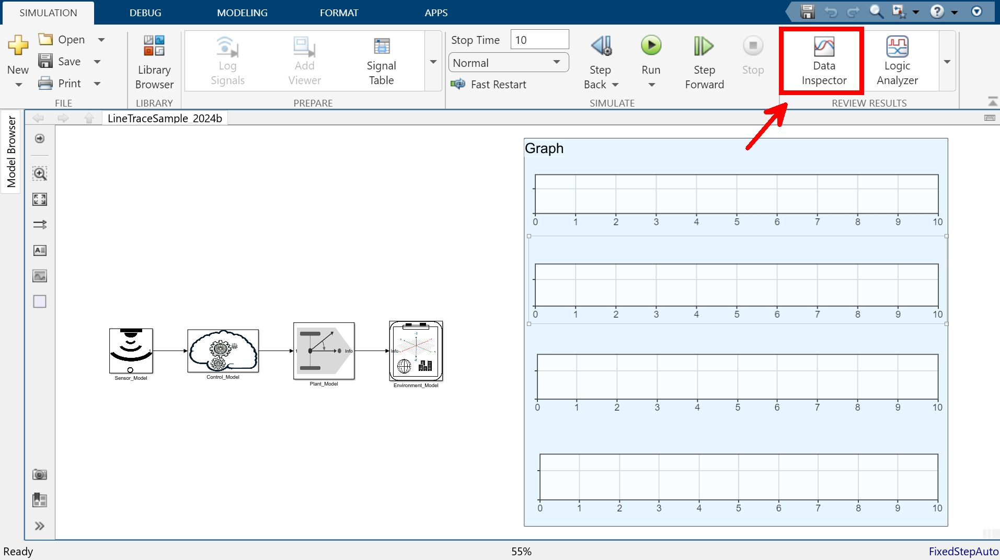 SIMULATION DEBUG MODELING FORMAT APPS
New
Open
Save
Print
FILE
Library
Browser
LIBRARY
Log
Signals
Add
Viewer
Signal
Table
PREPARE
Stop Time 10
Normal
Fast Restart
Step
Back
Run
Step
Forward
Stop
SIMULATE
Data
Inspector
Logic
Analyzer
REVIEW RESULTS
Model Browser
LineTraceSample_2024b
Graph
0 1 2 3 4 5 6 7 8 9 10
0 1 2 3 4 5 6 7 8 9 10
0 1 2 3 4 5 6 7 8 9 10
0 1 2 3 4 5 6 7 8 9 10
1
Sensor_Model
Control_Model
1 Info
Plant_Model
Info
Environment_Model
Ready 55% FixedStepAuto